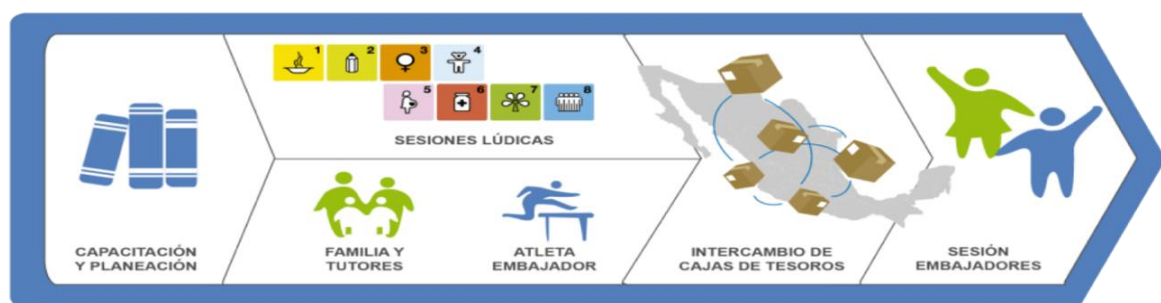 1 2 3 4
5 6 7 8
SESIONES LÚDICAS
CAPACITACIÓN
Y PLANEACIÓN
FAMILIA Y
TUTORES
ATLETA
EMBAJADOR
INTERCAMBIO DE
CAJAS DE TESOROS
SESIÓN
EMBAJADORES